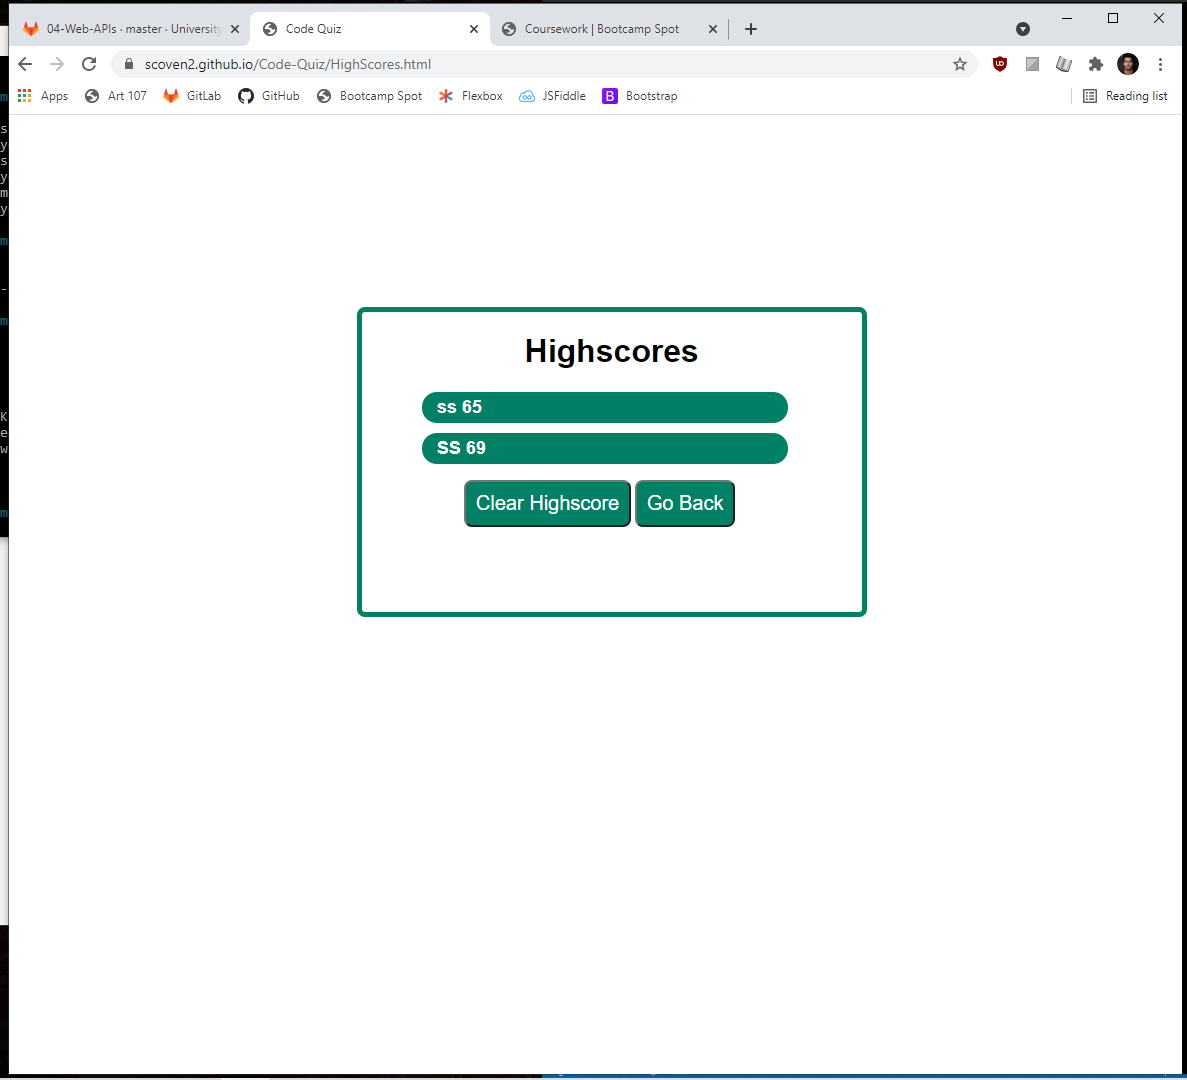 04-Web-APIs · master · University
Code Quiz
Coursework | Bootcamp Spot
scoven2.github.io/Code-Quiz/HighScores.html
Apps
Art 107
GitLab
GitHub
Bootcamp Spot
Flexbox
JSFiddle
B Bootstrap
Reading list
Highscores
ss 65
SS 69
Clear Highscore
Go Back
m
s
y
s
y
m
y
m
-
m
K
e
w
m